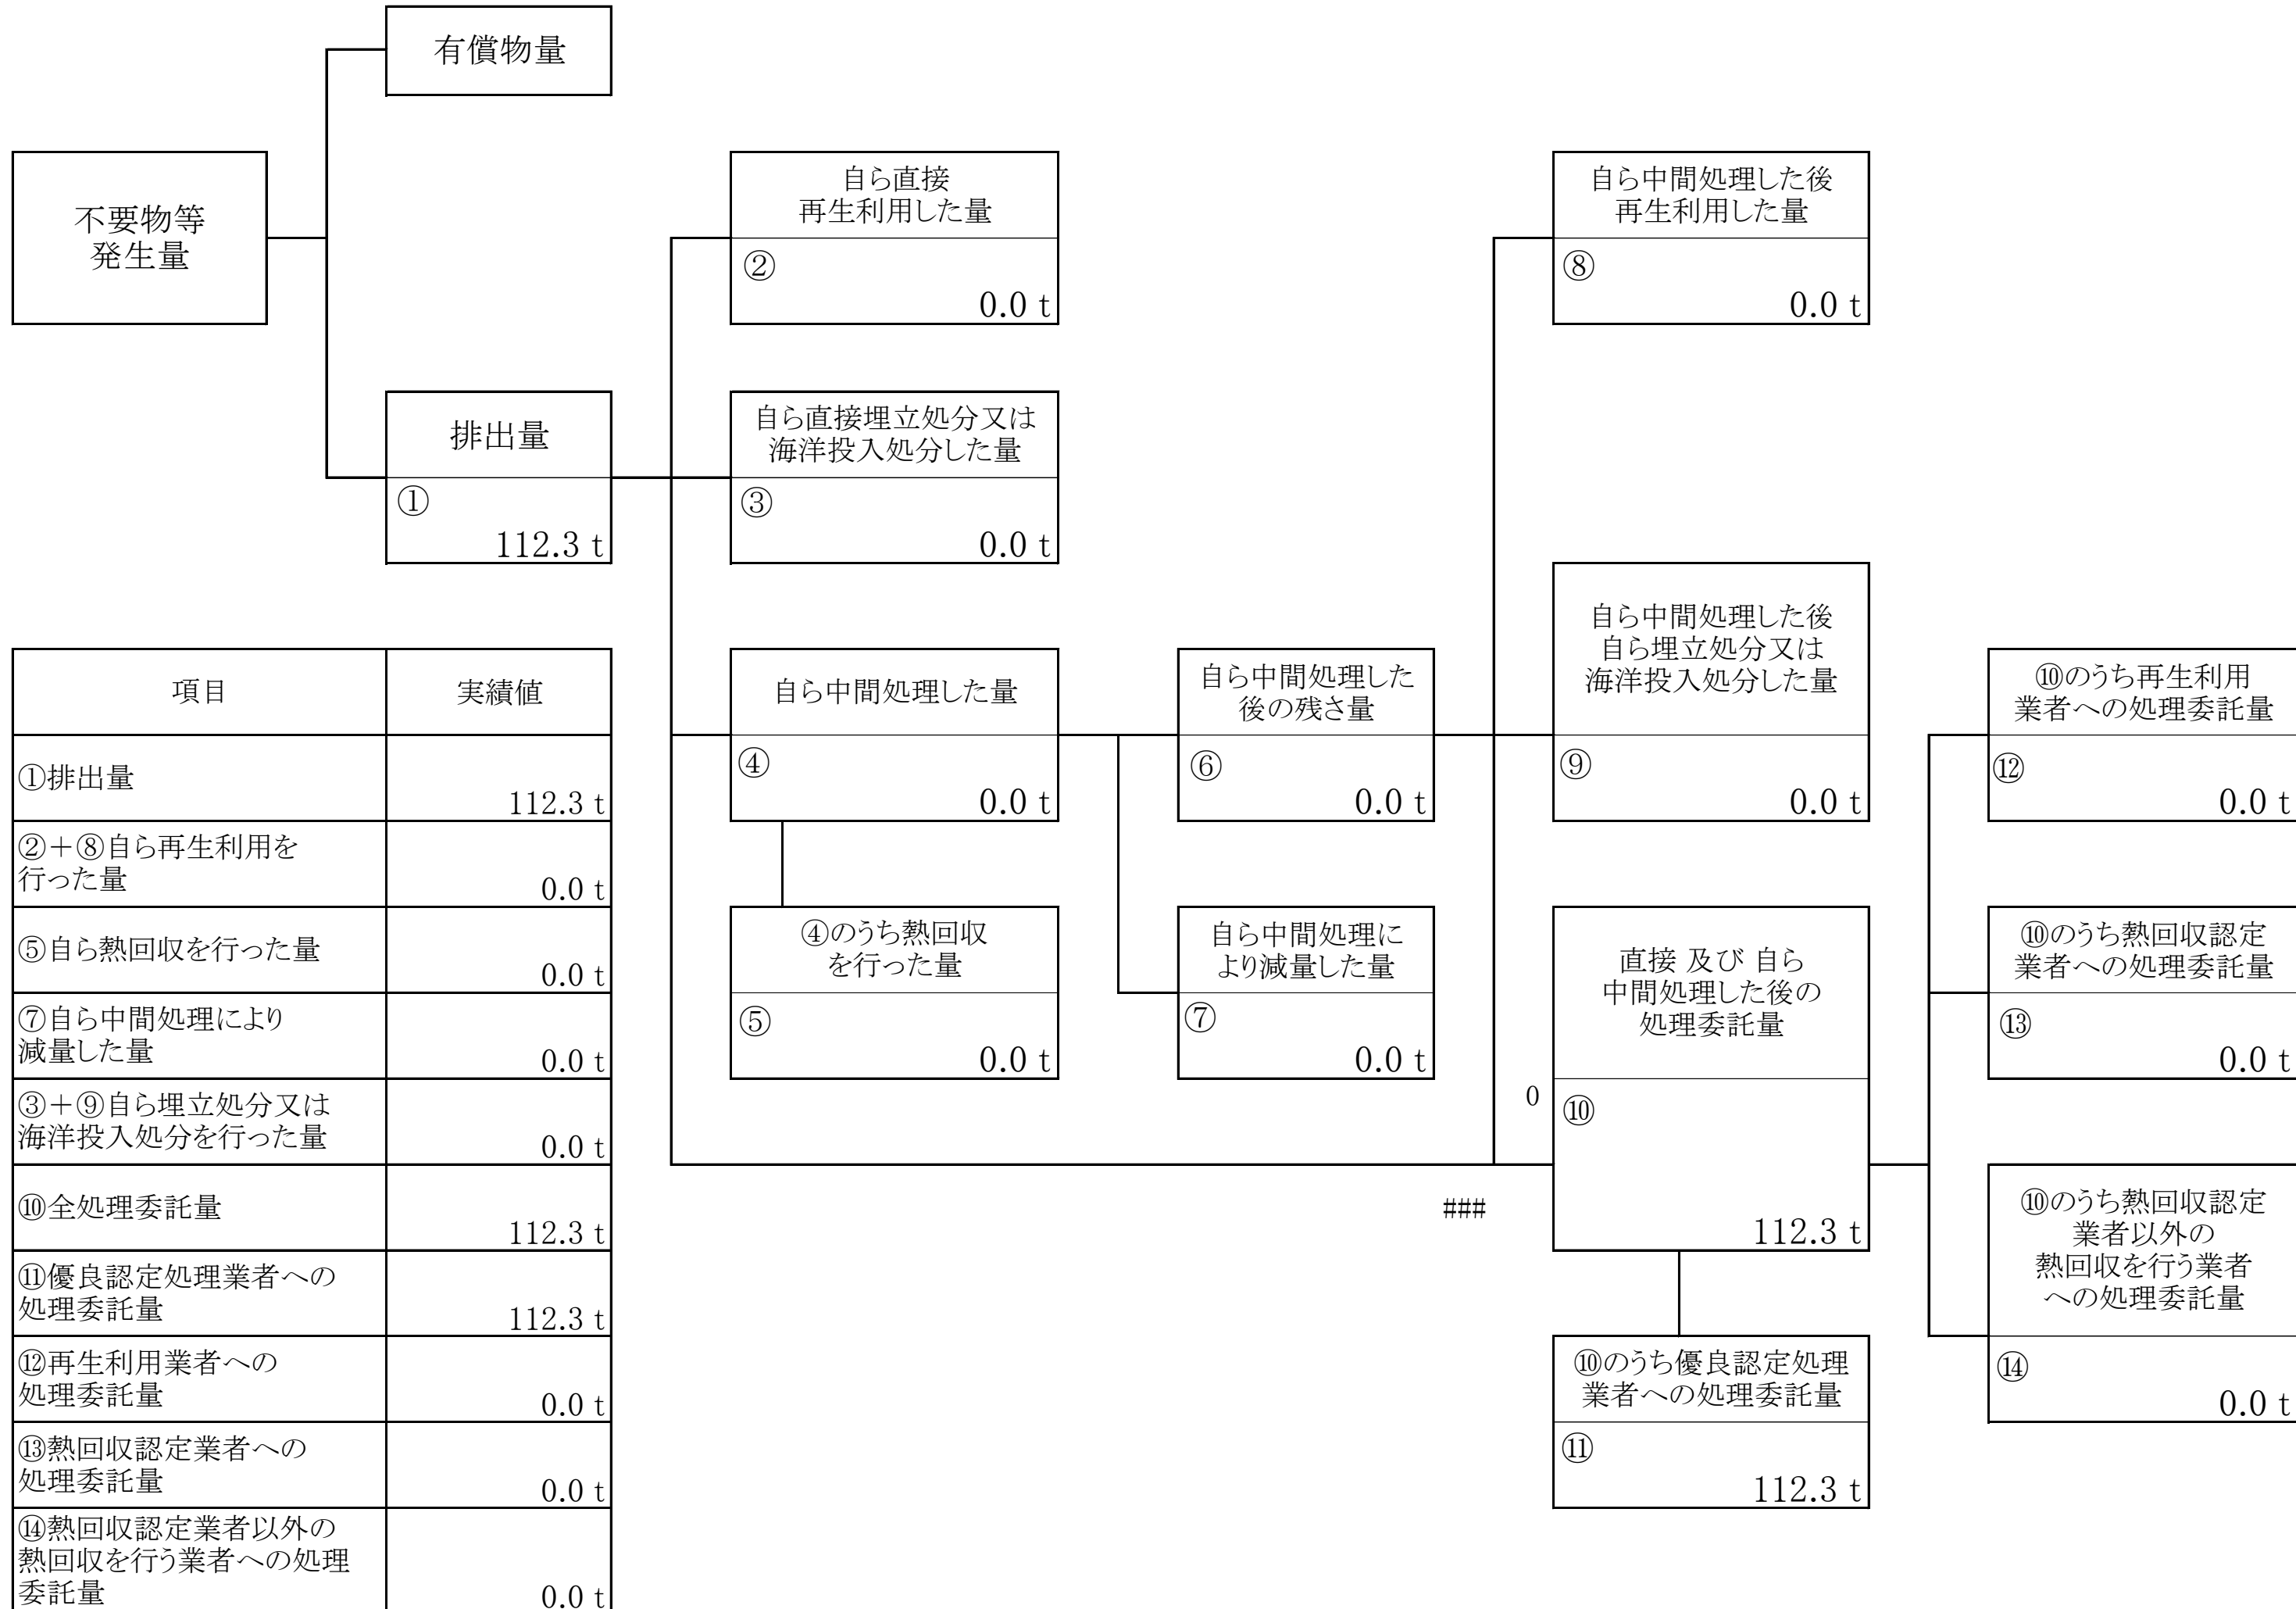 有償物量
不要物等
発生量
自ら直接
再生利用した量
②
0.0 t
自ら中間処理した後
再生利用した量
⑧
0.0 t
排出量
①
112.3 t
自ら直接埋立処分又は
海洋投入処分した量
③
0.0 t
自ら中間処理した量
④
0.0 t
自ら中間処理した
後の残さ量
⑥
0.0 t
自ら中間処理した後
自ら埋立処分又は
海洋投入処分した量
⑨
0.0 t
⑩のうち再生利用
業者への処理委託量
⑫
0.0 t
④のうち熱回収
を行った量
⑤
0.0 t
自ら中間処理に
より減量した量
⑦
0.0 t
直接 及び 自ら
中間処理した後の
処理委託量
0
⑩
112.3 t
###
⑩のうち熱回収認定
業者への処理委託量
⑬
0.0 t
⑩のうち熱回収認定
業者以外の
熱回収を行う業者
への処理委託量
⑭
0.0 t
⑩のうち優良認定処理
業者への処理委託量
⑪
112.3 t
項目 実績値
①排出量
112.3 t
②＋⑧自ら再生利用を
行った量
0.0 t
⑤自ら熱回収を行った量
0.0 t
⑦自ら中間処理により
減量した量
0.0 t
③＋⑨自ら埋立処分又は
海洋投入処分を行った量
0.0 t
⑩全処理委託量
112.3 t
⑪優良認定処理業者への
処理委託量
112.3 t
⑫再生利用業者への
処理委託量
0.0 t
⑬熱回収認定業者への
処理委託量
0.0 t
⑭熱回収認定業者以外の
熱回収を行う業者への処理
委託量
0.0 t